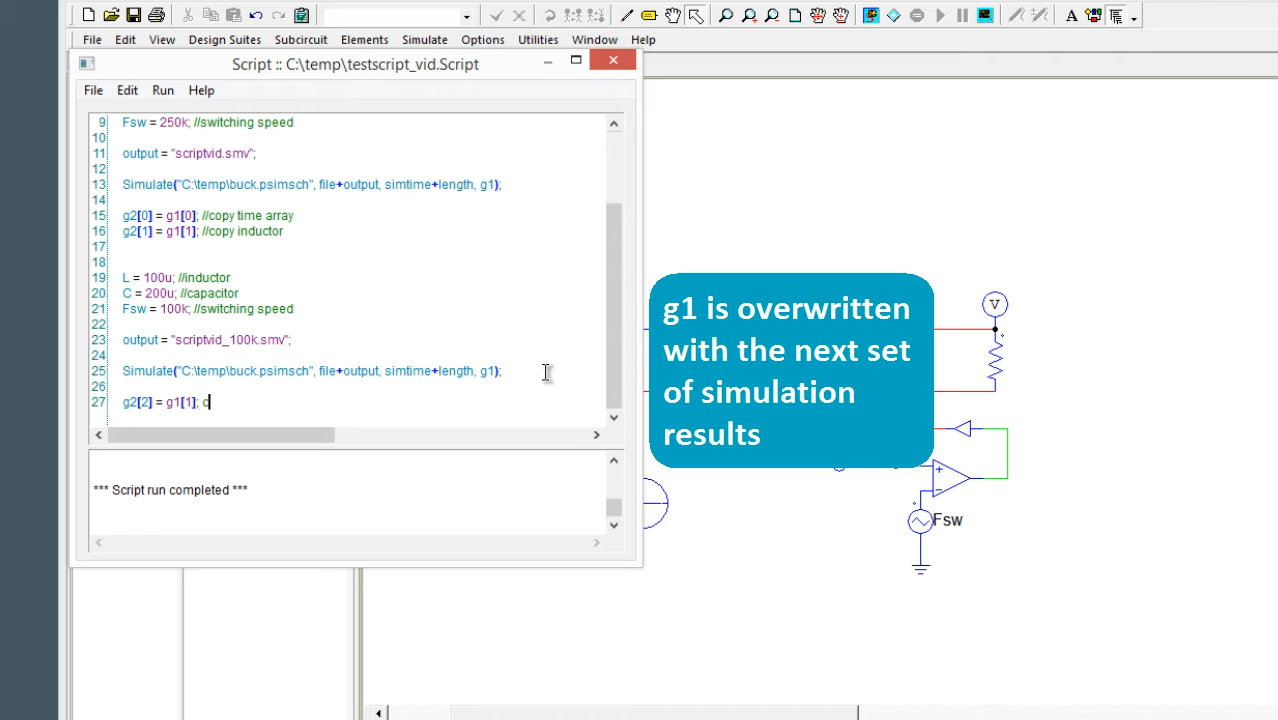 File Edit View Design Suites Subcircuit Elements Simulate Options Utilities Window Help
Script :: C:\temp\testscript_vid.Script
File Edit Run Help
9 Fsw = 250k; //switching speed
10
11 output = "scriptvid.smv";
12
13 Simulate("C:\temp\buck.psimsch", file+output, simtime+length, g1);
14
15 g2[0] = g1[0]; //copy time array
16 g2[1] = g1[1]; //copy inductor
17
18
19 L = 100u; //inductor
20 C = 200u; //capacitor
21 Fsw = 100k; //switching speed
22
23 output = "scriptvid_100k.smv";
24
25 Simulate("C:\temp\buck.psimsch", file+output, simtime+length, g1);
26
27 g2[2] = g1[1]; c
*** Script run completed ***
g1 is overwritten
with the next set
of simulation
results
V
Fsw
A